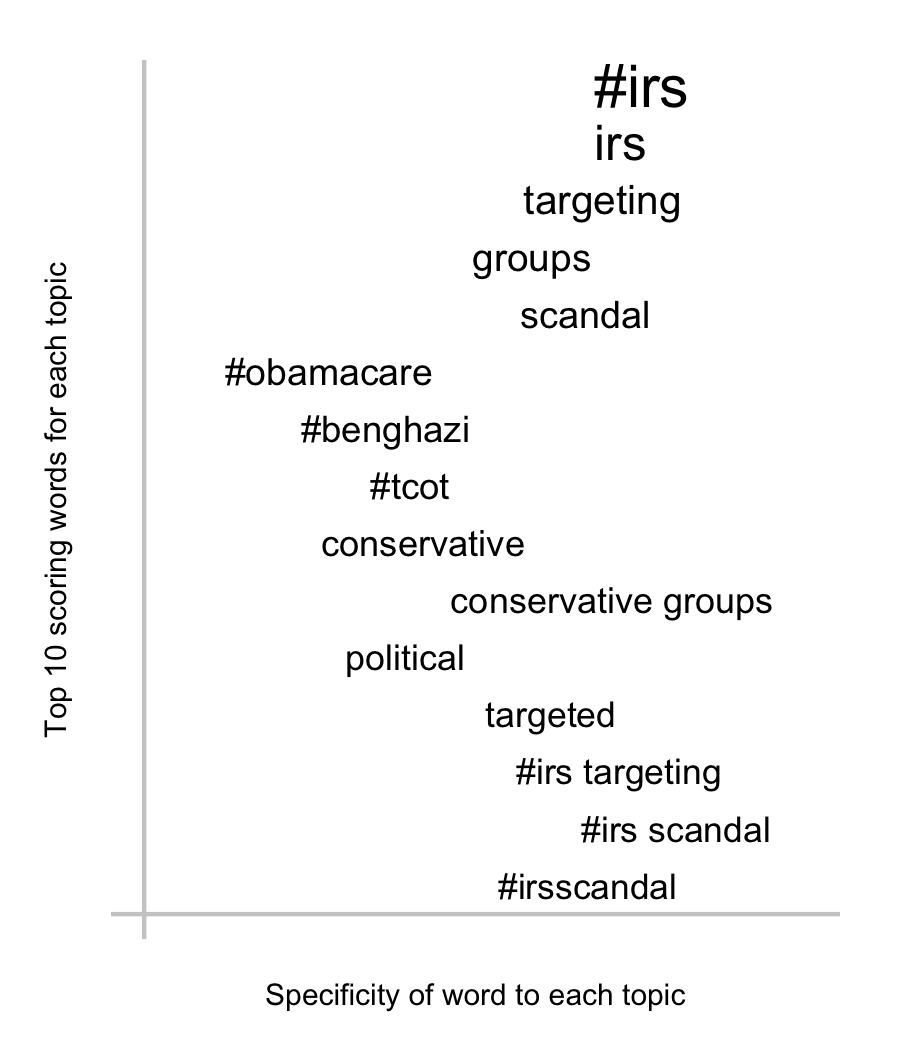 #irs
irs
targeting
groups
scandal
#obamacare
#benghazi
#tcot
conservative
conservative groups
political
targeted
#irs targeting
#irs scandal
#irsscandal
Top 10 scoring words for each topic
Specificity of word to each topic